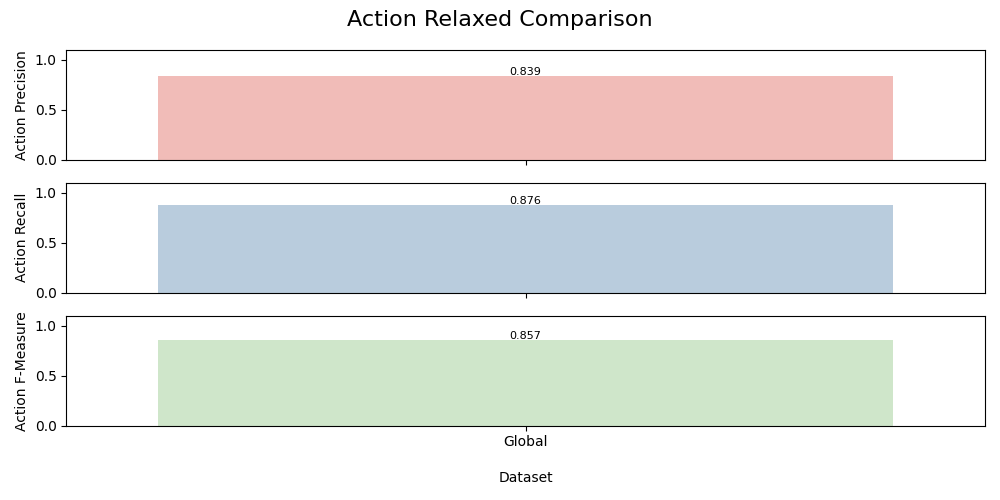 Action Relaxed Comparison
Action Precision
1.0
0.5
0.0
0.839
Action Recall
1.0
0.5
0.0
0.876
Action F-Measure
1.0
0.5
0.0
0.857
Global
Dataset